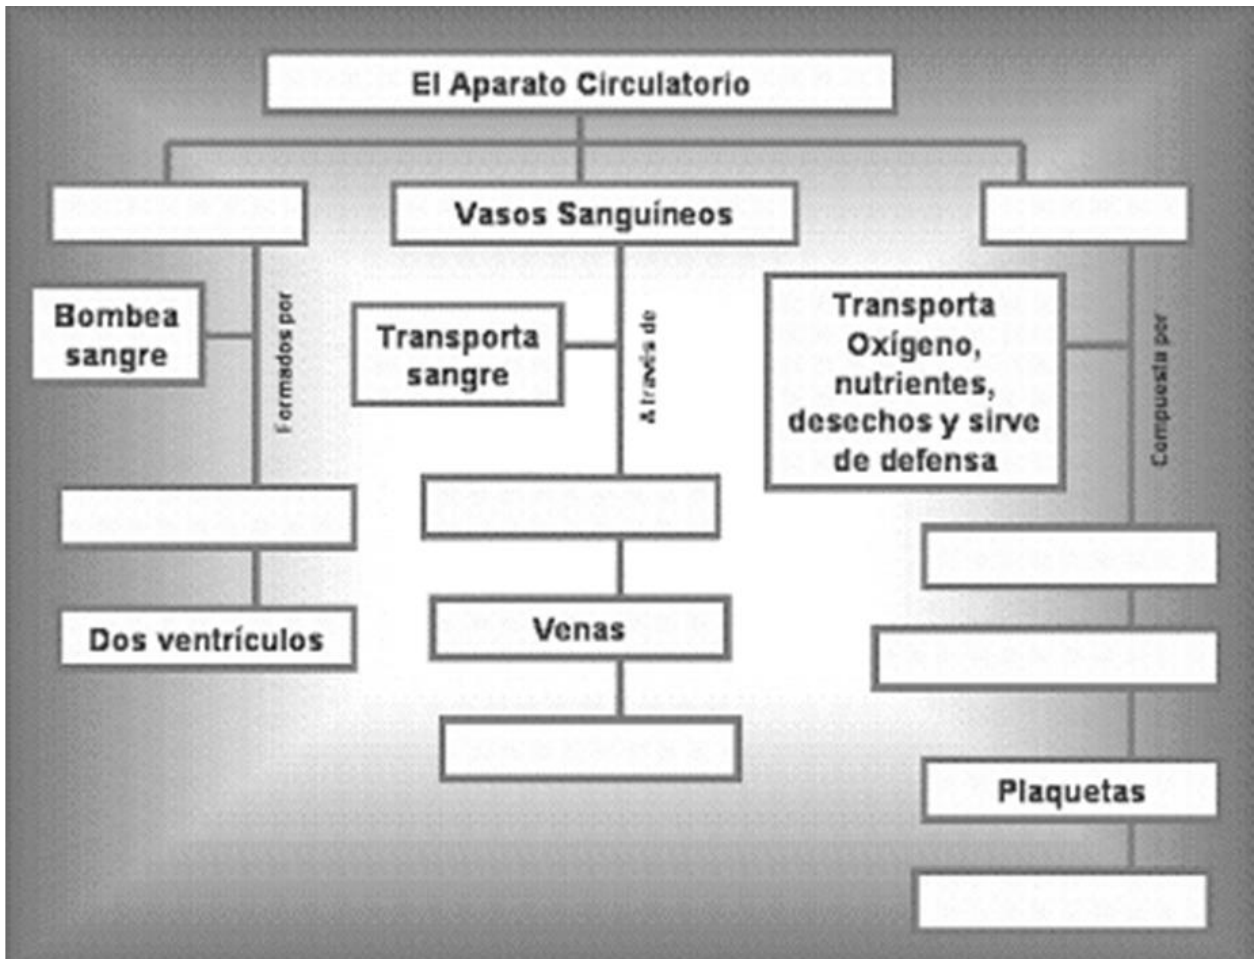 El Aparato Circulatorio
Vasos Sanguíneos
Bombea
sangre
Formados por
Transporta
sangre
A través de
Transporta
Oxígeno,
nutrientes,
desechos y sirve
de defensa
Compuesta por
Dos ventrículos
Venas
Plaquetas